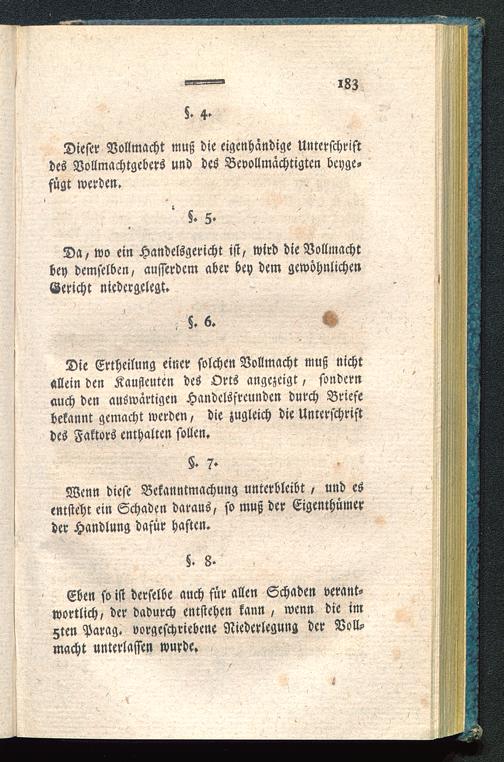 183
§. 4.
Dieser Vollmacht muß die eigenhändige Unterschrift
des Vollmachtgebers und des Bevollmächtigten beyge-
fügt werden.
§. 5.
Da, wo ein Handelsgericht ist, wird die Vollmacht
bey demselben, ausserdem aber bey dem gewöhnlichen
Gericht niedergelegt.
§. 6.
Die Ertheilung einer solchen Vollmacht muß nicht
allein den Kaufleuten des Orts angezeigt, sondern
auch den auswärtigen Handelsfreunden durch Briefe
bekannt gemacht werden, die zugleich die Unterschrift
des Faktors enthalten sollen.
§. 7.
Wenn diese Bekanntmachung unterbleibt, und es
entsteht ein Schaden daraus, so muß der Eigenthümer
der Handlung dafür haften.
§. 8.
Eben so ist derselbe auch für allen Schaden verant-
wortlich, der dadurch entstehen kann, wenn die im
5ten Parag. vorgeschriebene Niederlegung der Voll-
macht unterlassen wurde.